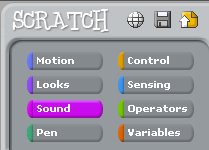 SCRATCH
Motion Control
Looks Sensing
Sound Operators
Pen Variables